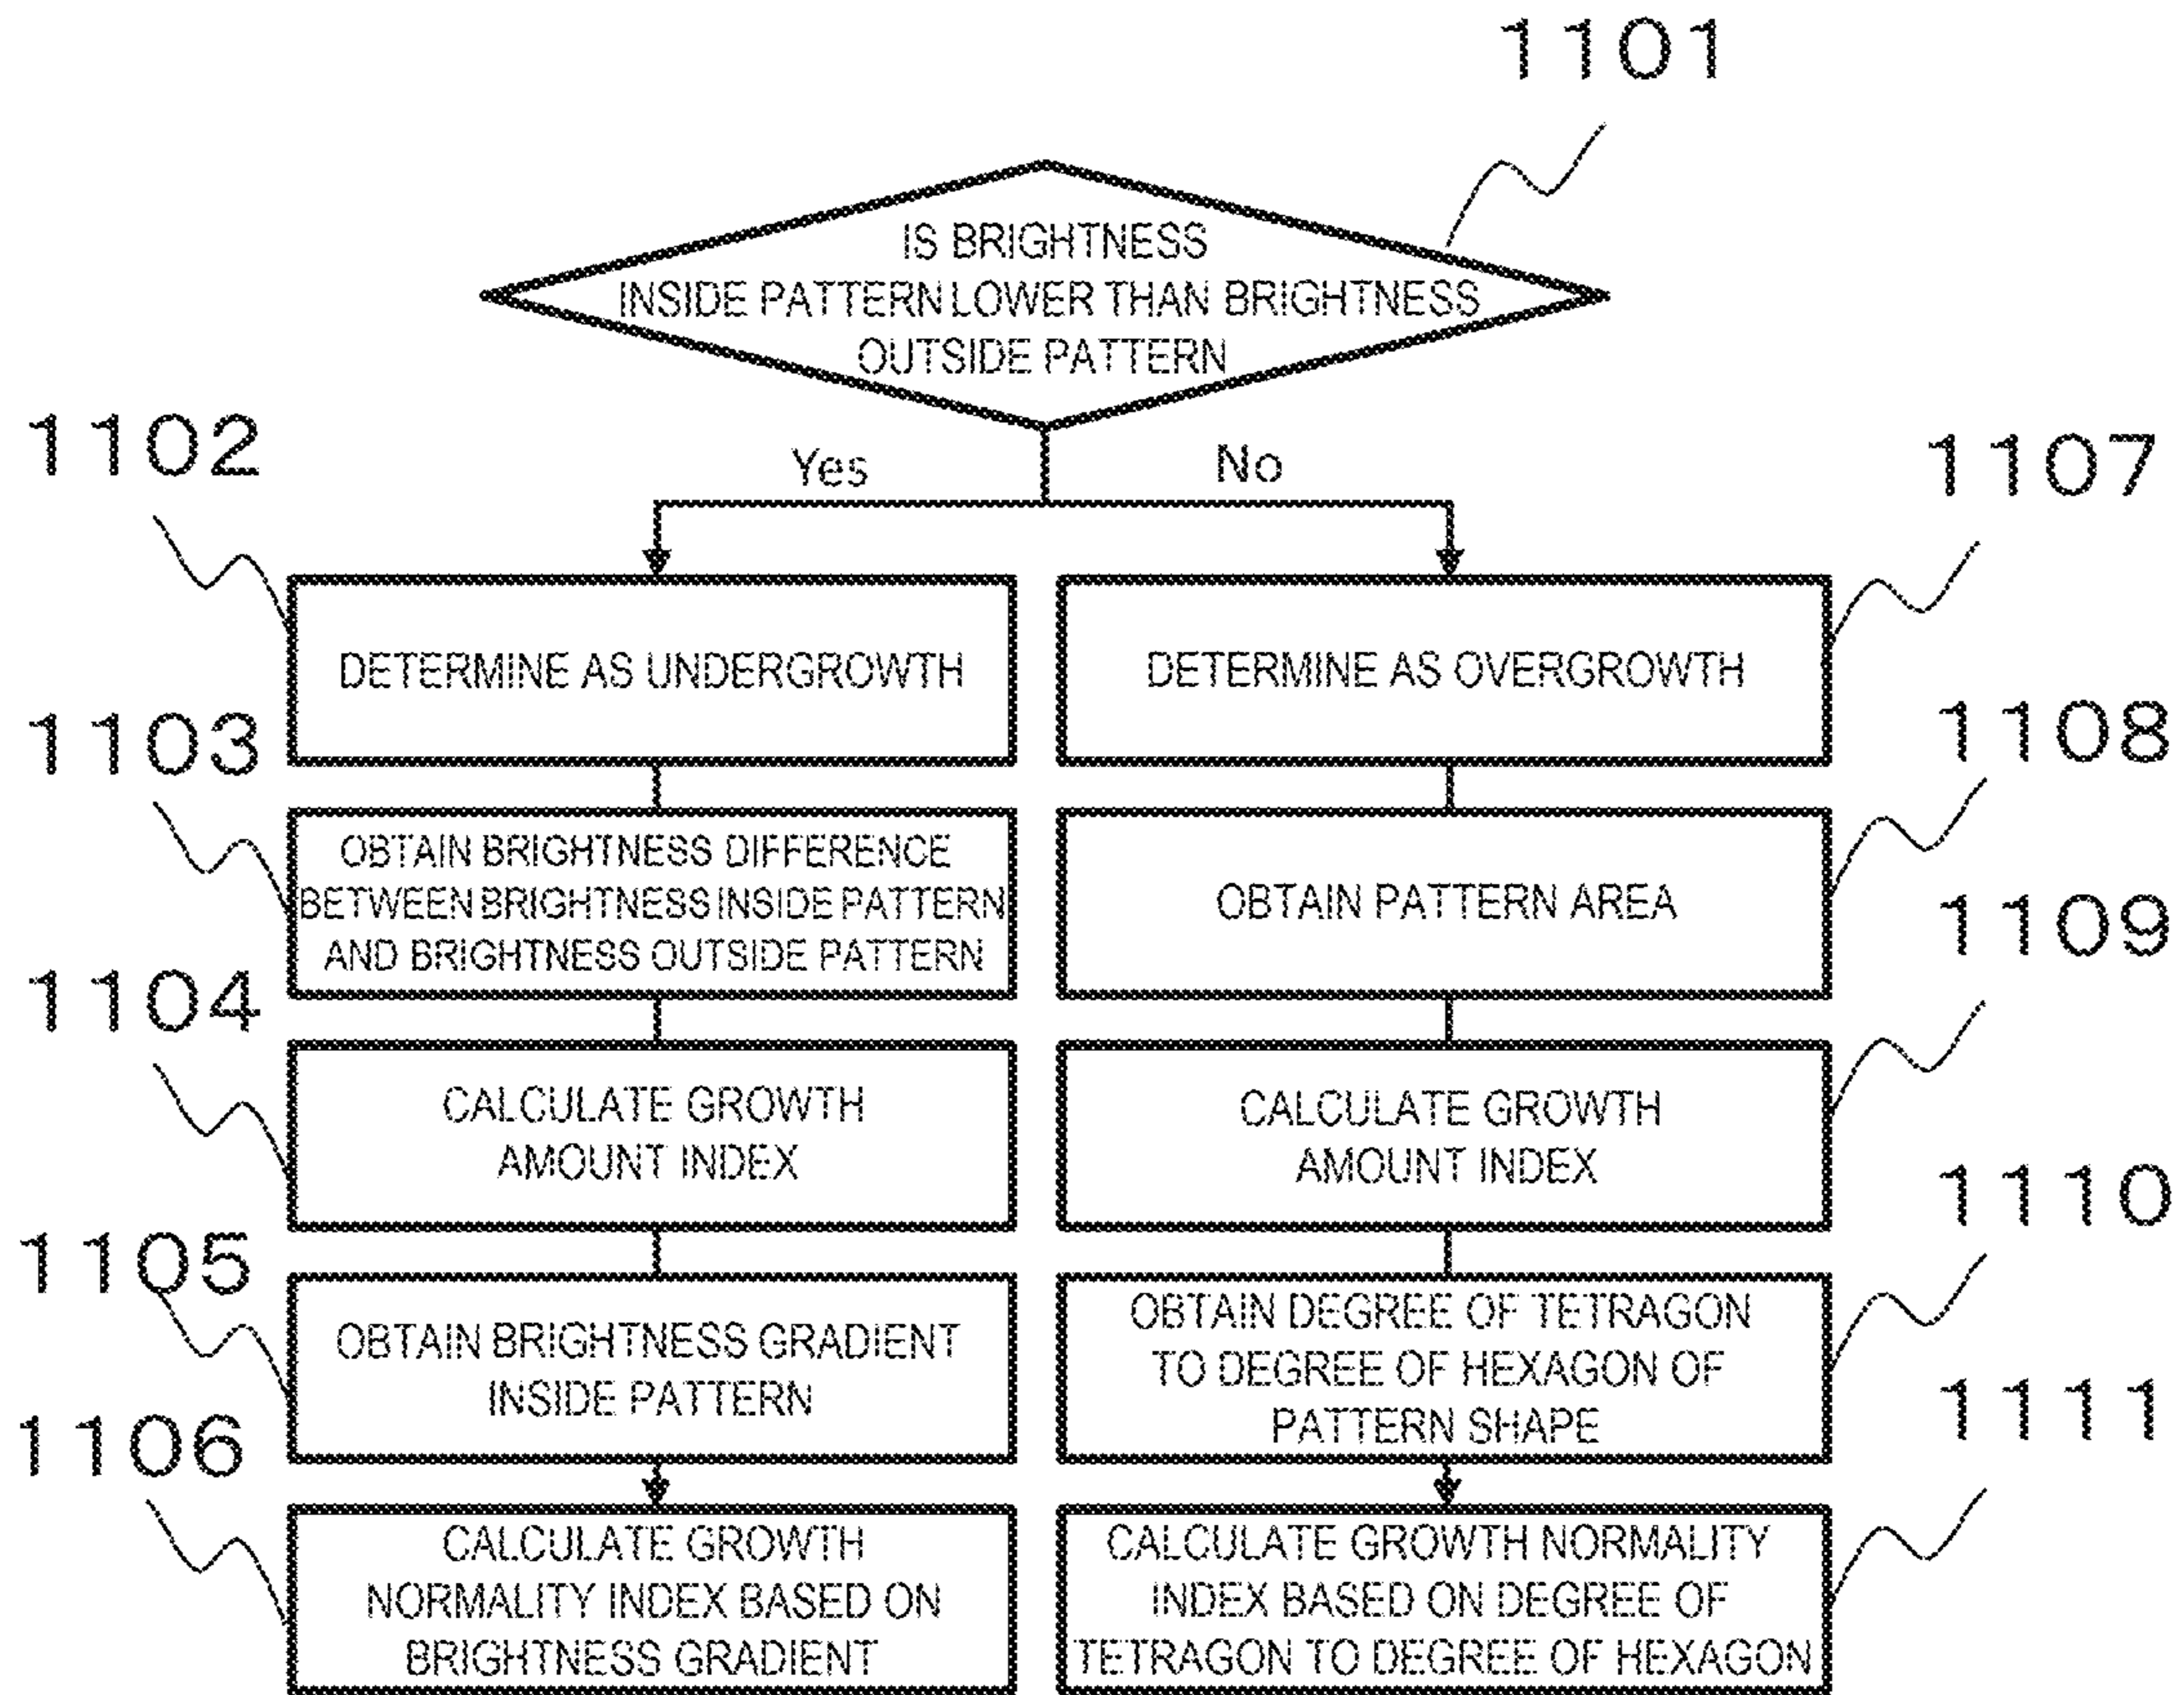 1101
IS BRIGHTNESS
INSIDE PATTERN LOWER THAN BRIGHTNESS
OUTSIDE PATTERN
Yes
No
1102
DETERMINE AS UNDERGROWTH
1103
OBTAIN BRIGHTNESS DIFFERENCE
BETWEEN BRIGHTNESS INSIDE PATTERN
AND BRIGHTNESS OUTSIDE PATTERN
1104
CALCULATE GROWTH
AMOUNT INDEX
1105
OBTAIN BRIGHTNESS GRADIENT
INSIDE PATTERN
1106
CALCULATE GROWTH
NORMALITY INDEX BASED ON
BRIGHTNESS GRADIENT
1107
DETERMINE AS OVERGROWTH
1108
OBTAIN PATTERN AREA
1109
CALCULATE GROWTH
AMOUNT INDEX
1110
OBTAIN DEGREE OF TETRAGON
TO DEGREE OF HEXAGON OF
PATTERN SHAPE
1111
CALCULATE GROWTH NORMALITY
INDEX BASED ON DEGREE OF
TETRAGON TO DEGREE OF HEXAGON